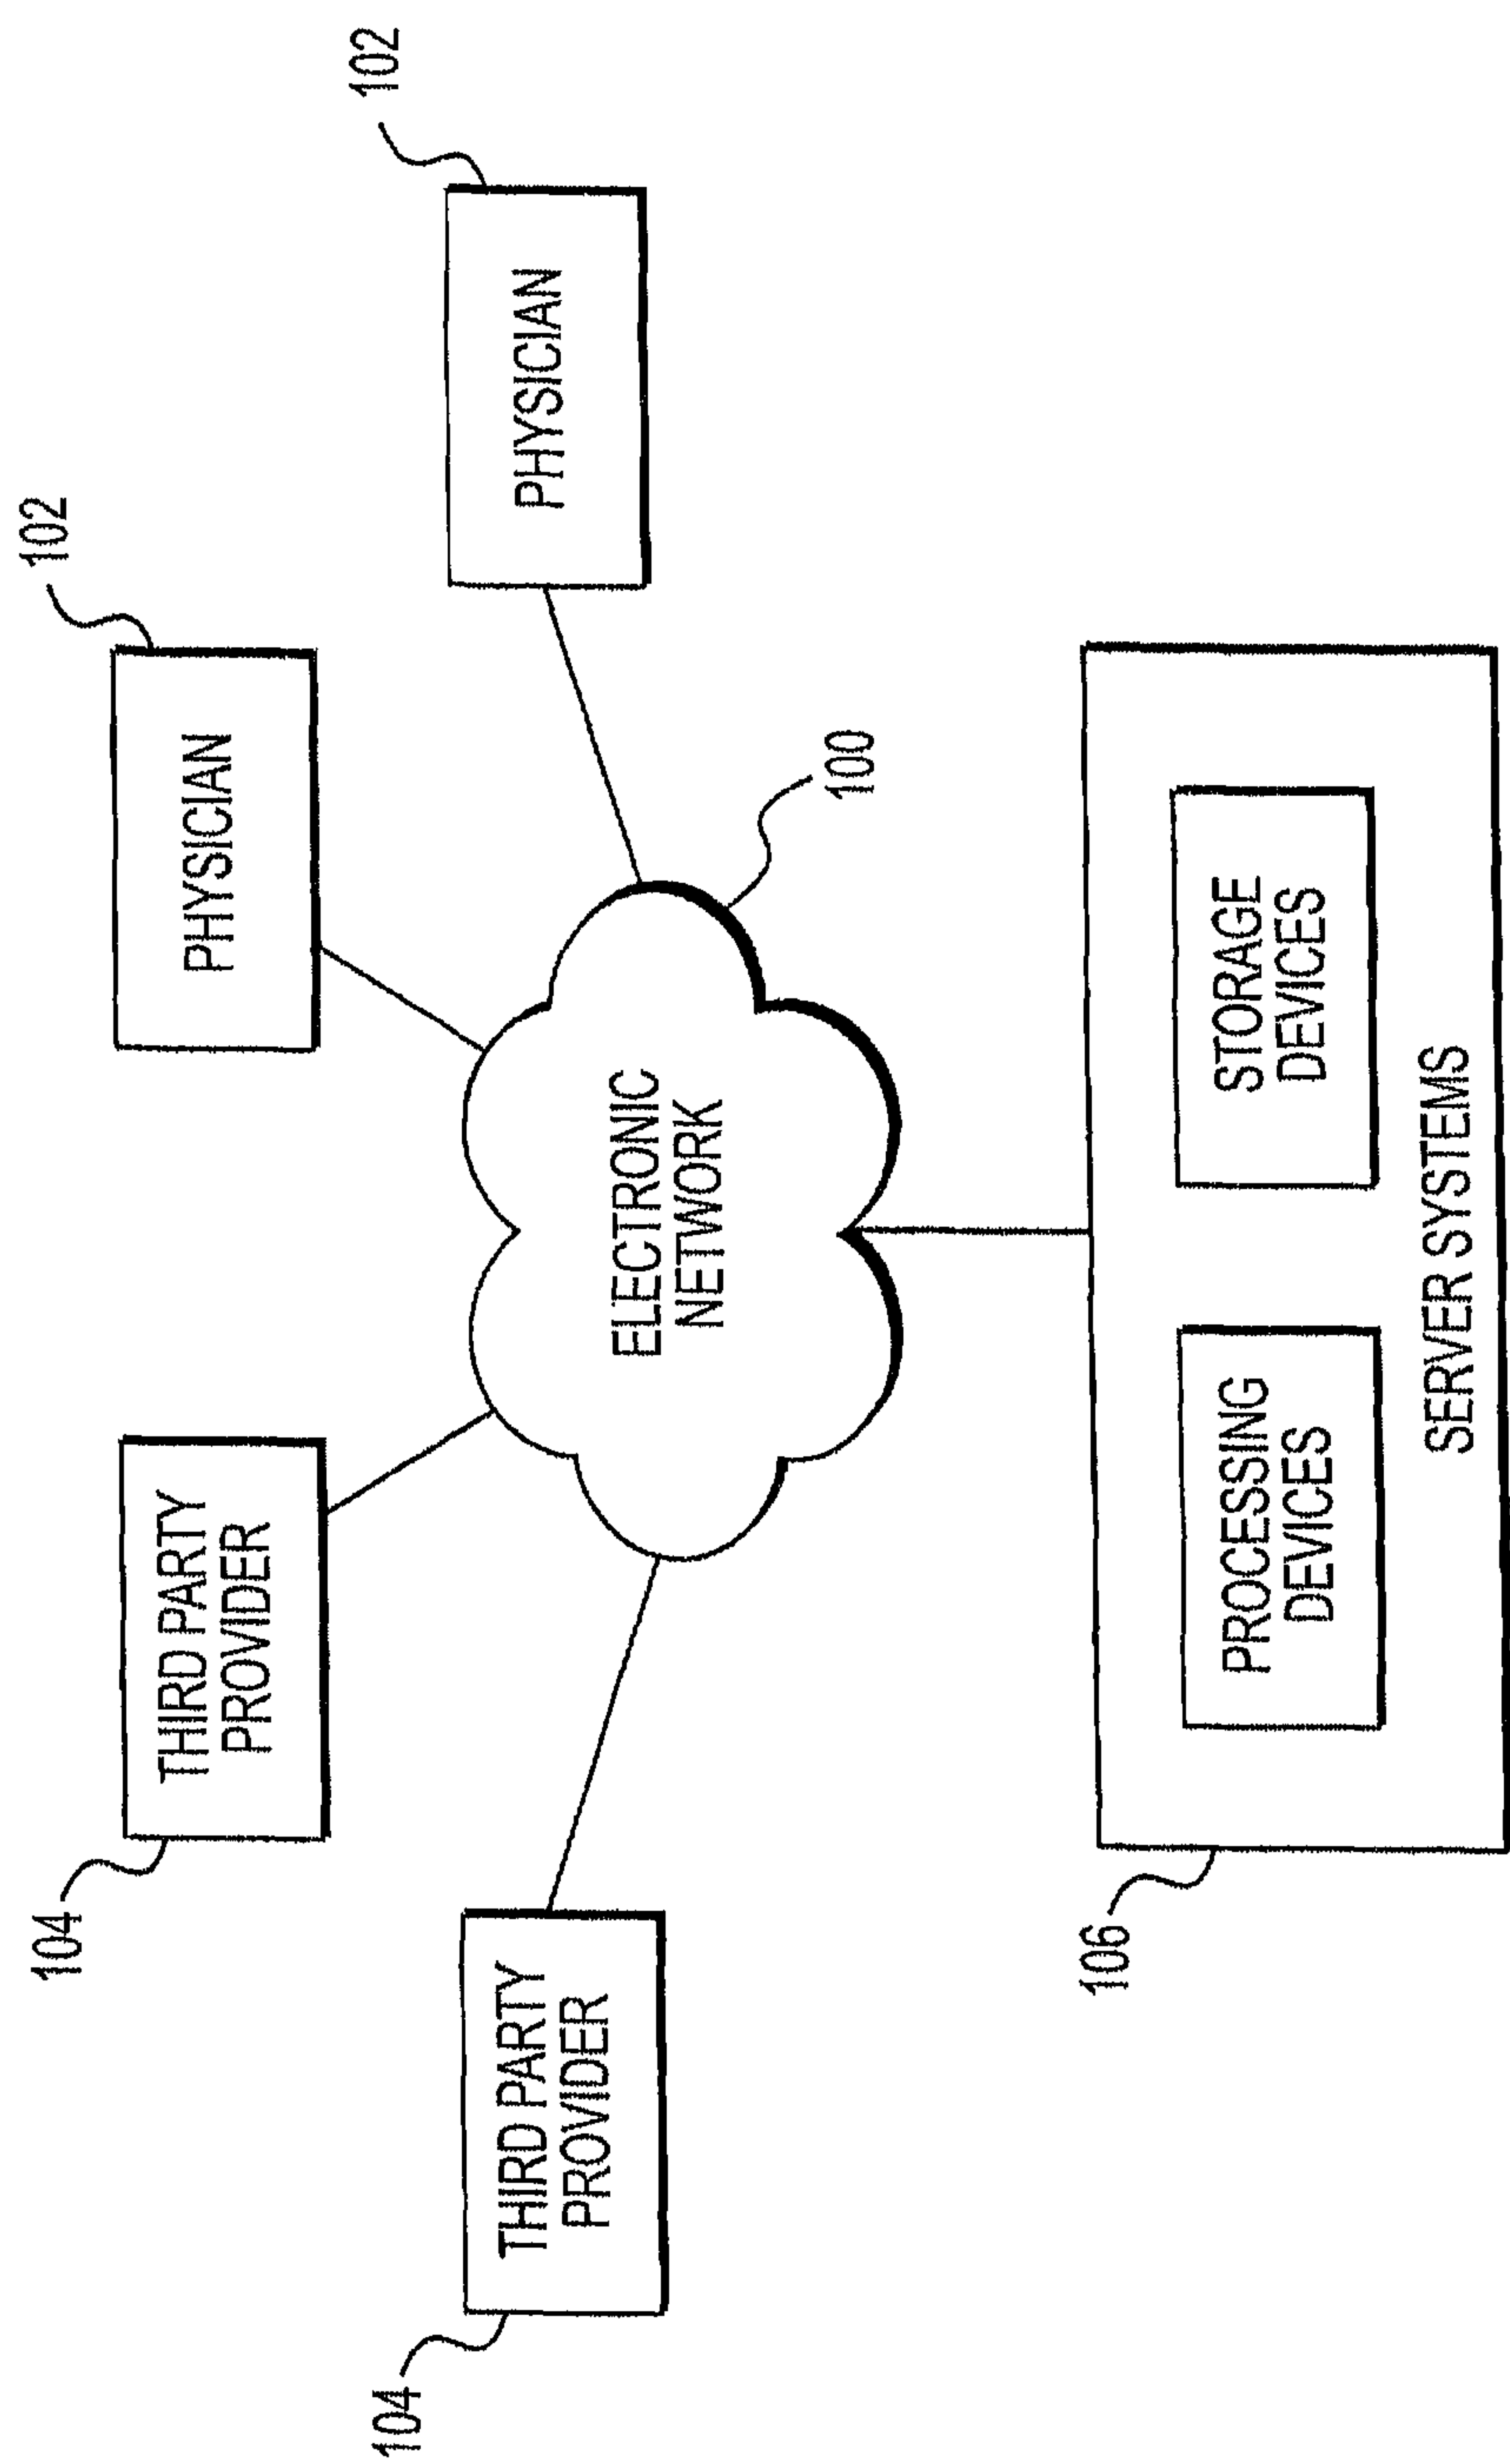 104
102
THIRD PARTY
PROVIDER
PHYSICIAN
104
102
THIRD PARTY
PROVIDER
PHYSICIAN
ELECTRONIC
NETWORK
100
106
PROCESSING
DEVICES
STORAGE
DEVICES
SERVER SYSTEMS